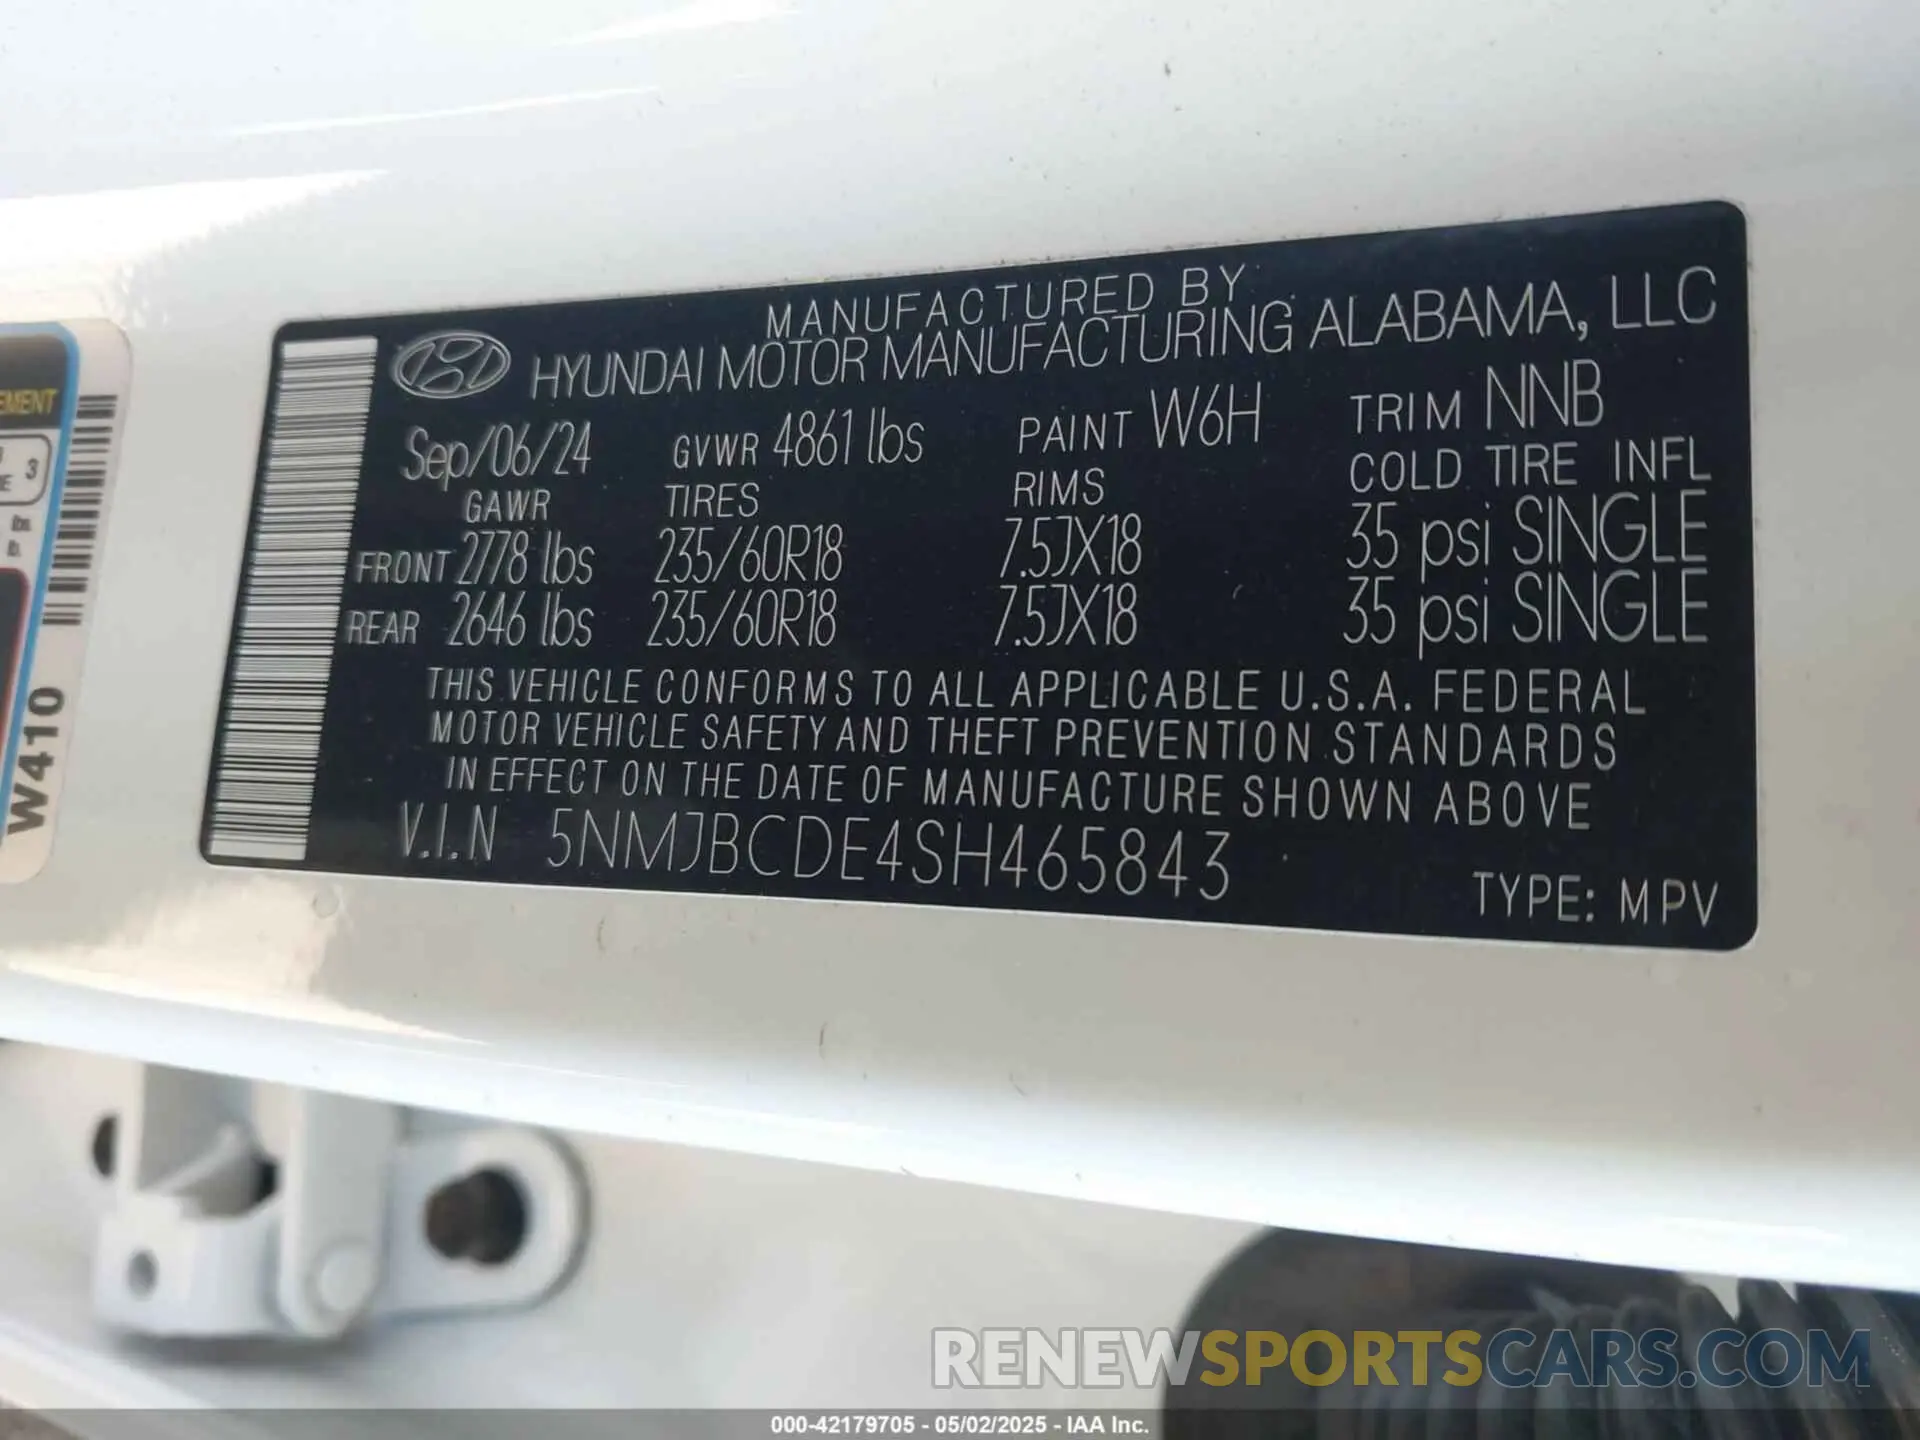 MANUFACTURED BY
HYUNDAI MOTOR MANUFACTURING ALABAMA, LLC
Sep/06/24 GVWR 4861 lbs PAINT W6H TRIM NNB
GAWR TIRES RIMS COLD TIRE INFL
FRONT 2778 lbs 235/60R18 7.5JX18 35 psi SINGLE
REAR 2646 lbs 235/60R18 7.5JX18 35 psi SINGLE
THIS VEHICLE CONFORMS TO ALL APPLICABLE U.S.A. FEDERAL
MOTOR VEHICLE SAFETY AND THEFT PREVENTION STANDARDS
IN EFFECT ON THE DATE OF MANUFACTURE SHOWN ABOVE
V.I.N 5NMJBCDE4SH465843
TYPE: MPV
3
lbs.
W410
RENEWSPORTSCARS.COM
000-42179705 - 05/02/2025 - IAA Inc.